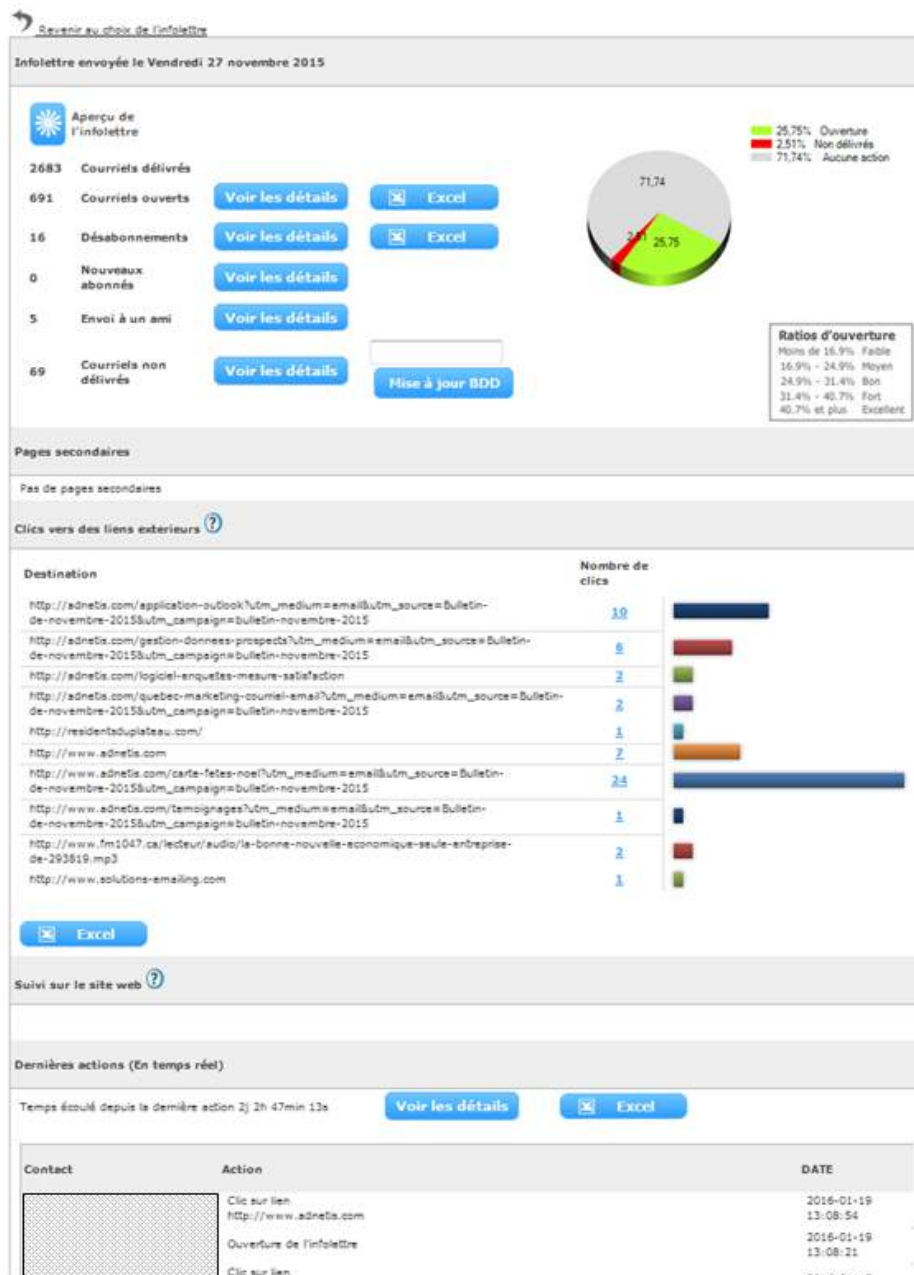 Revenir au choix de l'infolettre
Infolettre envoyée le Vendredi 27 novembre 2015
Aperçu de
l'infolettre
25,75% Ouverture
2,51% Non délivrés
71,74% Aucune action
71,74
2,51
25,75
2683 Courriels délivrés
691 Courriels ouverts Voir les détails Excel
16 Désabonnements Voir les détails Excel
0 Nouveaux
abonnés Voir les détails
5 Envoi à un ami Voir les détails
69 Courriels non
délivrés Voir les détails
Mise à jour BDD
Ratios d'ouverture
Moins de 16.9% Faible
16.9% - 24.9% Moyen
24.9% - 31.4% Bon
31.4% - 40.7% Fort
40.7% et plus Excellent
Pages secondaires
Pas de pages secondaires
Clics vers des liens exterieurs ?
Destination Nombre de
clics
http://adnetis.com/application-outlook?utm_medium=email&utm_source=Bulletin-
de-novembre-2015&utm_campaign=bulletin-novembre-2015 10
http://adnetis.com/gestion-donnees-prospects?utm_medium=email&utm_source=Bulletin-
de-novembre-2015&utm_campaign=bulletin-novembre-2015 6
http://adnetis.com/logiciel-enquetes-mesure-satisfaction 2
http://adnetis.com/quebec-marketing-courriel-email?utm_medium=email&utm_source=Bulletin-
de-novembre-2015&utm_campaign=bulletin-novembre-2015 2
http://residentsduplateau.com/ 1
http://www.adnetis.com 7
http://www.adnetis.com/carte-fetes-noel?utm_medium=email&utm_source=Bulletin-
de-novembre-2015&utm_campaign=bulletin-novembre-2015 24
http://www.adnetis.com/temoignages?utm_medium=email&utm_source=Bulletin-
de-novembre-2015&utm_campaign=bulletin-novembre-2015 1
http://www.fm1047.ca/lecteur/audio/la-bonne-nouvelle-economique-seule-entreprise-
de-293819.mp3 2
http://www.solutions-emailing.com 1
Excel
Suivi sur le site web ?
Dernières actions (En temps réel)
Temps écoulé depuis la dernière action 2j 2h 47min 13s Voir les détails Excel
Contact Action DATE
Clic sur lien
http://www.adnetis.com
2016-01-19
13:08:54
Ouverture de l'infolettre
2016-01-19
13:08:21
Clic sur lien